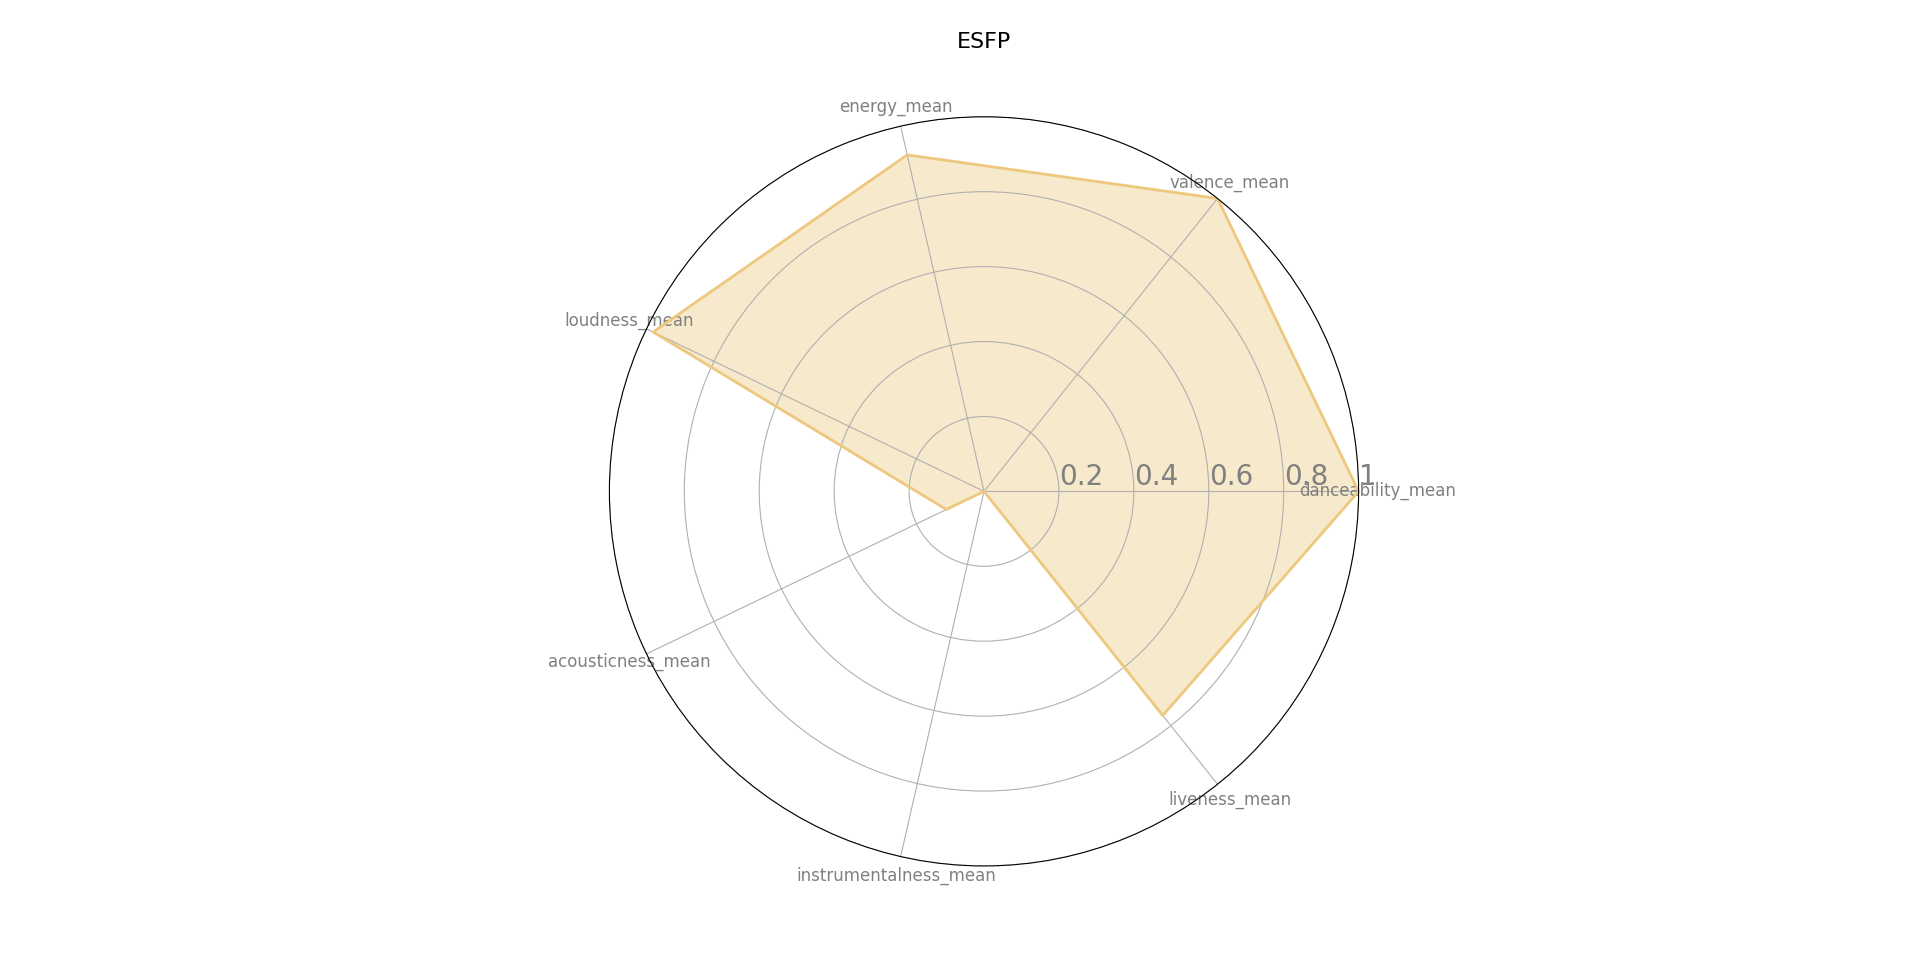 ESFP
energy_mean
valence_mean
loudness_mean
0.2 0.4 0.6 0.8 1
danceability_mean
acousticness_mean
liveness_mean
instrumentalness_mean